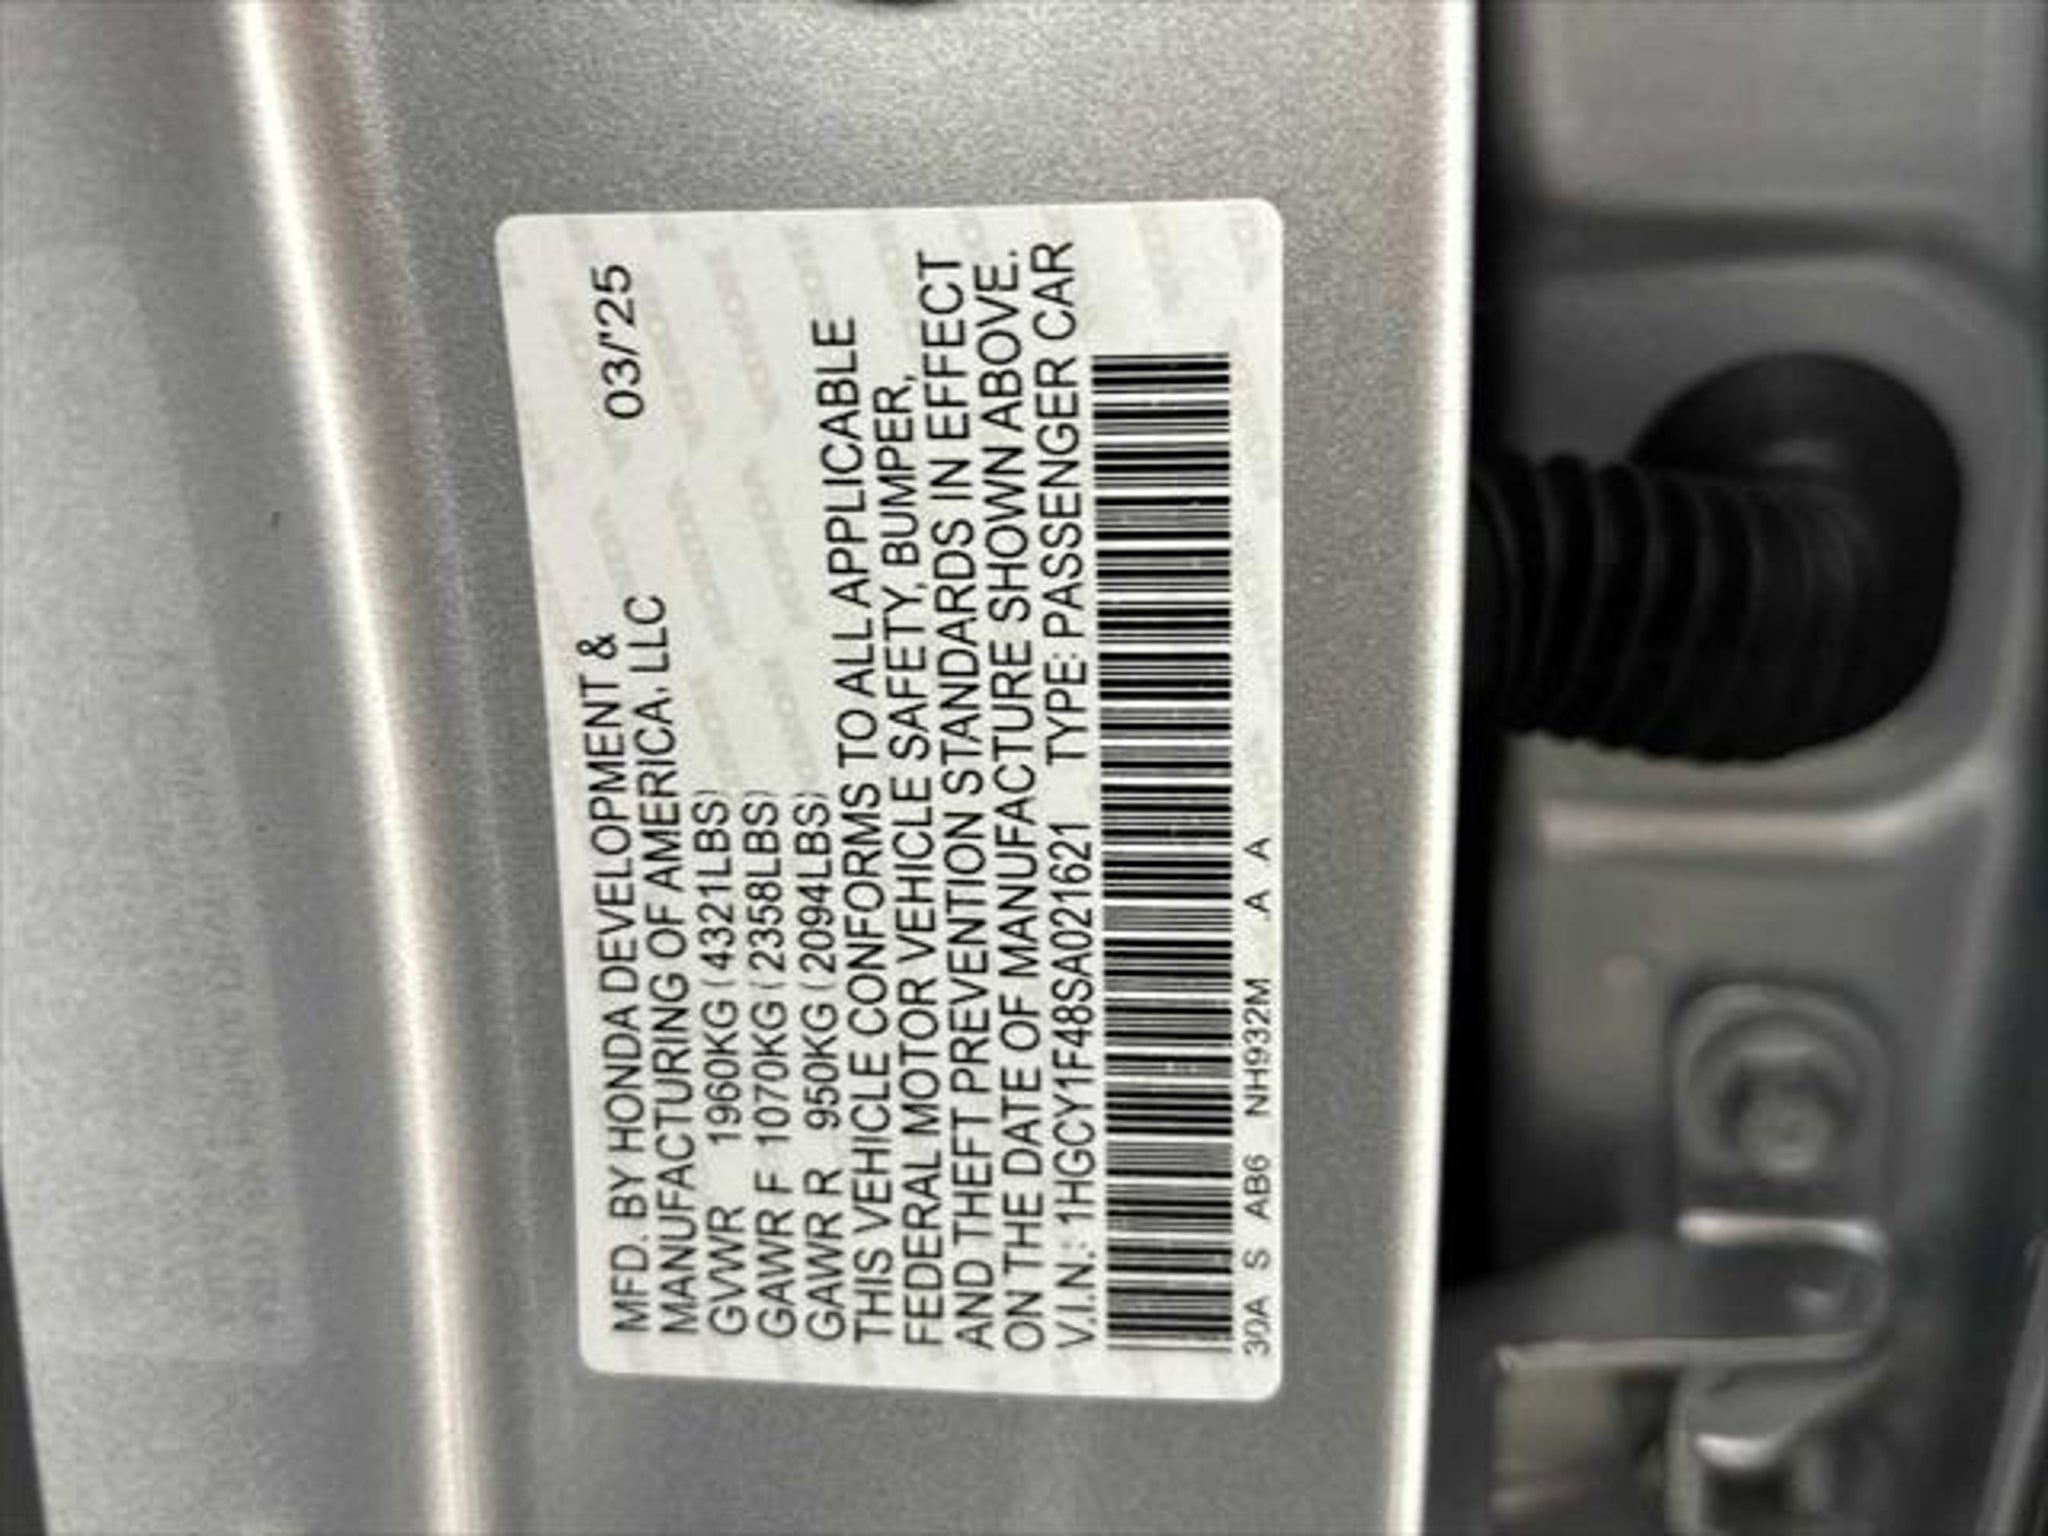 MFD. BY HONDA DEVELOPMENT & 03/'25
MANUFACTURING OF AMERICA, LLC
GVWR 1960KG (4321LBS)
GAWR F 1070KG (2358LBS)
GAWR R 950KG (2094LBS)
THIS VEHICLE CONFORMS TO ALL APPLICABLE
FEDERAL MOTOR VEHICLE SAFETY, BUMPER,
AND THEFT PREVENTION STANDARDS IN EFFECT
ON THE DATE OF MANUFACTURE SHOWN ABOVE.
V.I.N.: 1HGCY1F48SA021621 TYPE: PASSENGER CAR
30A S AB6 NH932M A A